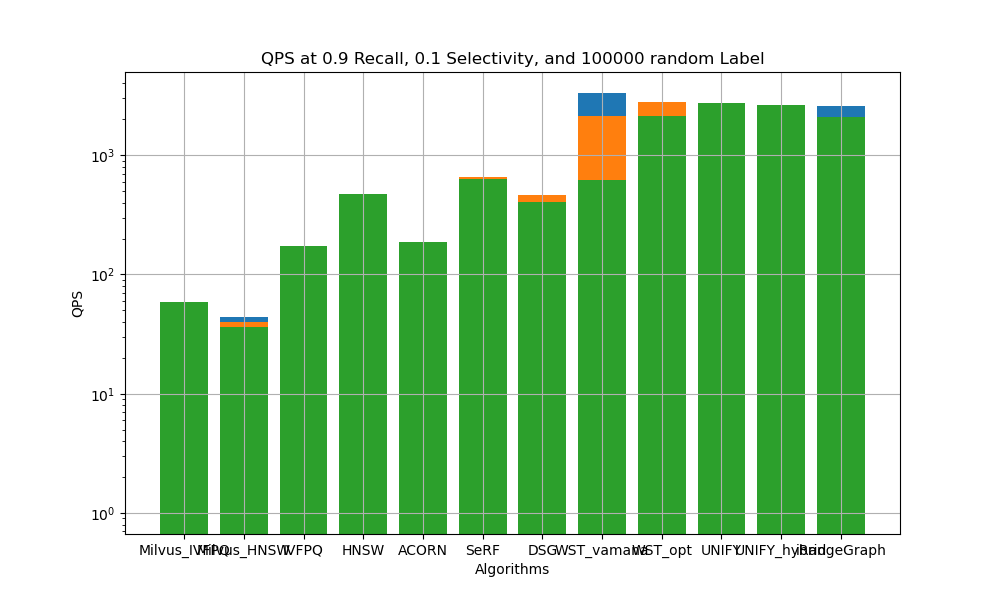 QPS at 0.9 Recall, 0.1 Selectivity, and 100000 random Label
QPS
10³
10²
10¹
10⁰
Milvus_IVFPQ Milvus_HNSW IVFPQ HNSW ACORN SeRF DSG WST_vamana WST_opt UNIFY UNIFY_hybrid iRangeGraph
Algorithms